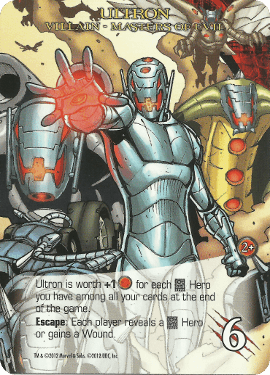 ULTRON
VILLAIN - MASTERS OF EVIL
2+
Ultron is worth +1 for each Hero
you have among all your cards at the end
of the game.
Escape: Each player reveals a Hero
or gains a Wound.
6